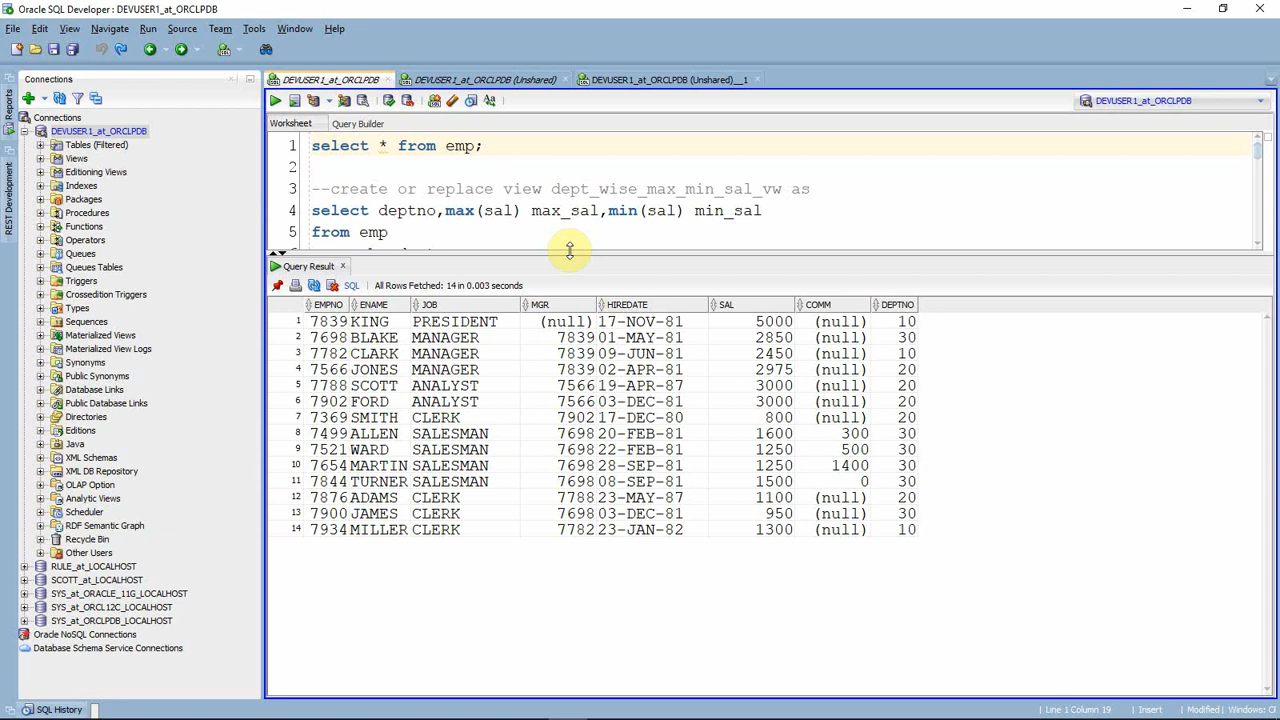 Oracle SQL Developer : DEVUSER1_at_ORCLPDB
File Edit View Navigate Run Source Team Tools Window Help
Connections
Connections
DEVUSER1_at_ORCLPDB
Tables (Filtered)
Views
Editioning Views
Indexes
Packages
Procedures
Functions
Operators
Queues
Queues Tables
Triggers
Crossedition Triggers
Types
Sequences
Materialized Views
Materialized View Logs
Synonyms
Public Synonyms
Database Links
Public Database Links
Directories
Editions
Java
XML Schemas
XML DB Repository
OLAP Option
Analytic Views
Scheduler
RDF Semantic Graph
Recycle Bin
Other Users
RULE_at_LOCALHOST
SCOTT_at_LOCALHOST
SYS_at_ORACLE_11G_LOCALHOST
SYS_at_ORCL12C_LOCALHOST
SYS_at_ORCLPDB_LOCALHOST
Oracle NoSQL Connections
Database Schema Service Connections
Reports
REST Development
DEVUSER1_at_ORCLPDB DEVUSER1_at_ORCLPDB (Unshared) DEVUSER1_at_ORCLPDB (Unshared)__1
DEVUSER1_at_ORCLPDB
Worksheet Query Builder
1 select * from emp;
2
3 --create or replace view dept_wise_max_min_sal_vw as
4 select deptno,max(sal) max_sal,min(sal) min_sal
5 from emp
Query Result
SQL All Rows Fetched: 14 in 0.003 seconds
EMPNO ENAME JOB MGR HIREDATE SAL COMM DEPTNO
1 7839 KING PRESIDENT (null) 17-NOV-81 5000 (null) 10
2 7698 BLAKE MANAGER 7839 01-MAY-81 2850 (null) 30
3 7782 CLARK MANAGER 7839 09-JUN-81 2450 (null) 10
4 7566 JONES MANAGER 7839 02-APR-81 2975 (null) 20
5 7788 SCOTT ANALYST 7566 19-APR-87 3000 (null) 20
6 7902 FORD ANALYST 7566 03-DEC-81 3000 (null) 20
7 7369 SMITH CLERK 7902 17-DEC-80 800 (null) 20
8 7499 ALLEN SALESMAN 7698 20-FEB-81 1600 300 30
9 7521 WARD SALESMAN 7698 22-FEB-81 1250 500 30
10 7654 MARTIN SALESMAN 7698 28-SEP-81 1250 1400 30
11 7844 TURNER SALESMAN 7698 08-SEP-81 1500 0 30
12 7876 ADAMS CLERK 7788 23-MAY-87 1100 (null) 20
13 7900 JAMES CLERK 7698 03-DEC-81 950 (null) 30
14 7934 MILLER CLERK 7782 23-JAN-82 1300 (null) 10
SQL History
Line 1 Column 19 Insert Modified Windows: